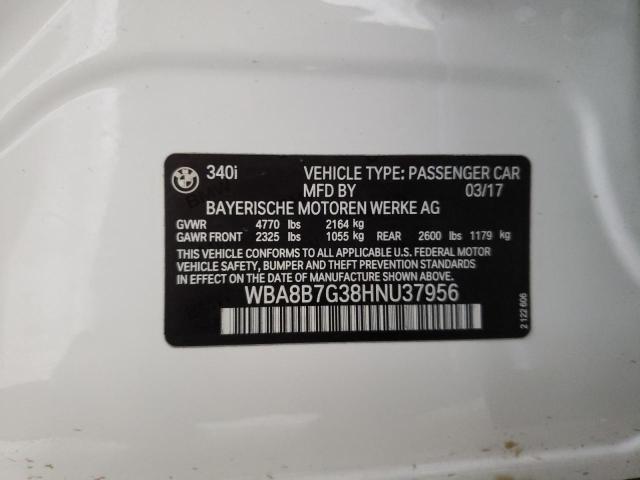 340i VEHICLE TYPE: PASSENGER CAR
MFD BY 03/17
BAYERISCHE MOTOREN WERKE AG
GVWR 4770 lbs 2164 kg
GAWR FRONT 2325 lbs 1055 kg REAR 2600 lbs 1179 kg
THIS VEHICLE CONFORMS TO ALL APPLICABLE U.S. FEDERAL MOTOR
VEHICLE SAFETY, BUMPER AND THEFT PREVENTION STANDARDS
IN EFFECT ON THE DATE OF MANUFACTURE SHOWN ABOVE.
WBA8B7G38HNU37956
2 122 606